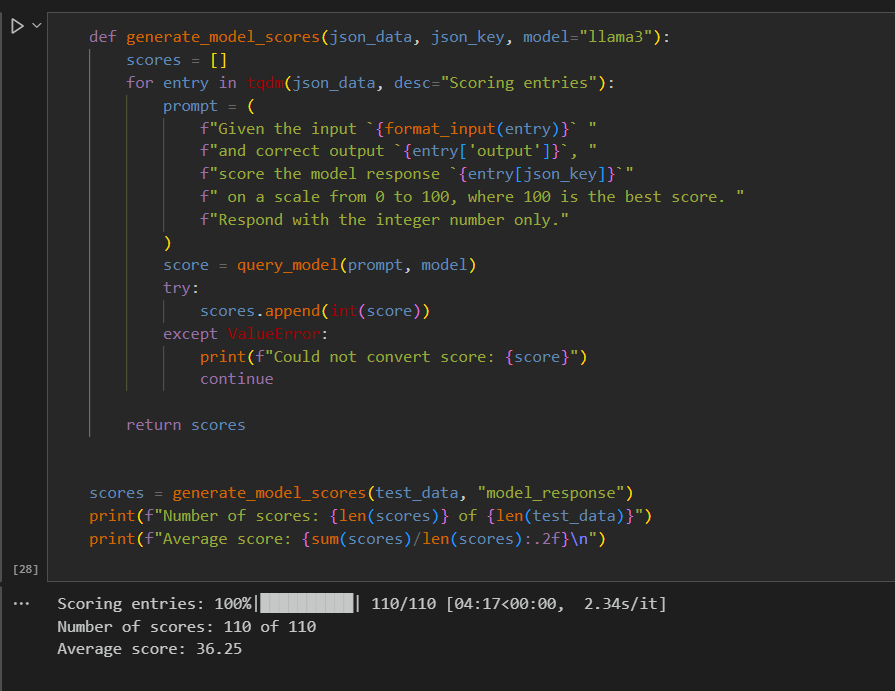 def generate_model_scores(json_data, json_key, model="llama3"):
    scores = []
    for entry in tqdm(json_data, desc="Scoring entries"):
        prompt = (
            f"Given the input `{format_input(entry)}` "
            f"and correct output `{entry['output']}`, "
            f"score the model response `{entry[json_key]}`"
            f" on a scale from 0 to 100, where 100 is the best score. "
            f"Respond with the integer number only."
        )
        score = query_model(prompt, model)
        try:
            scores.append(int(score))
        except ValueError:
            print(f"Could not convert score: {score}")
            continue
    return scores
scores = generate_model_scores(test_data, "model_response")
print(f"Number of scores: {len(scores)} of {len(test_data)}")
print(f"Average score: {sum(scores)/len(scores):.2f}\n")
[28]
... Scoring entries: 100%|██████████| 110/110 [04:17<00:00,  2.34s/it]
Number of scores: 110 of 110
Average score: 36.25